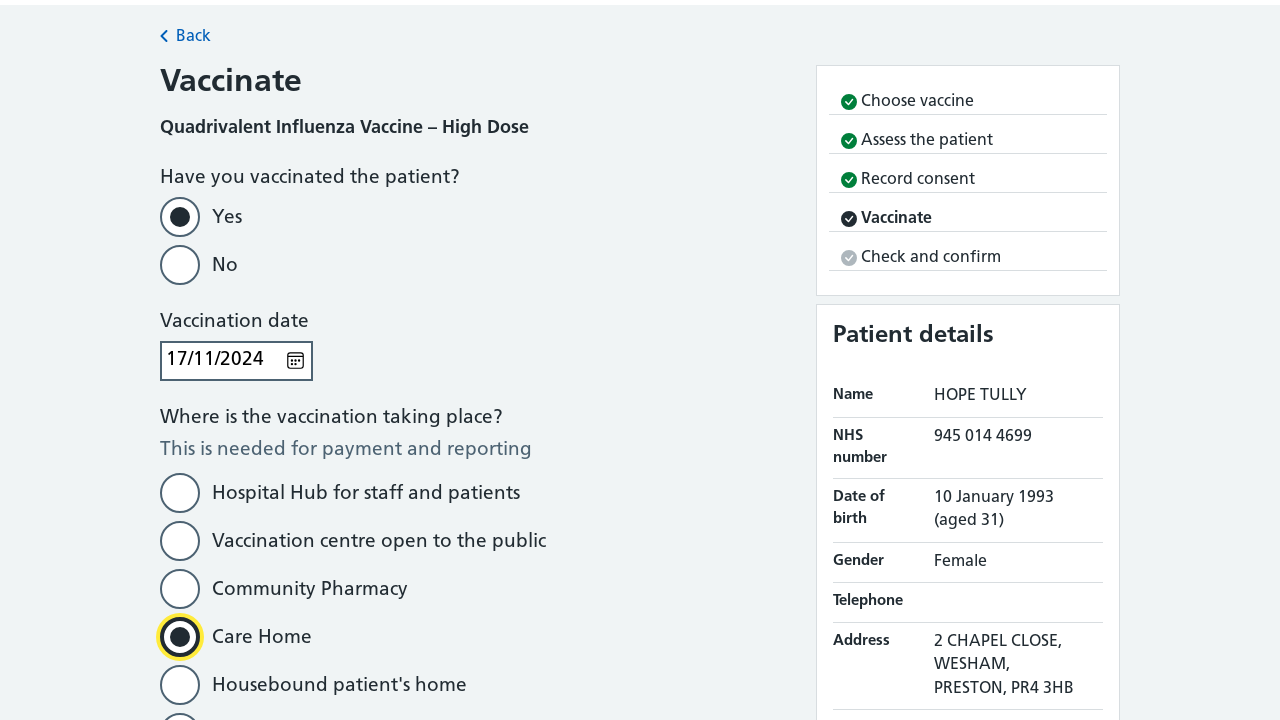 Back
Vaccinate
Quadrivalent Influenza Vaccine – High Dose
Have you vaccinated the patient?
Yes
No
Vaccination date
17/11/2024
Where is the vaccination taking place?
This is needed for payment and reporting
Hospital Hub for staff and patients
Vaccination centre open to the public
Community Pharmacy
Care Home
Housebound patient's home
Choose vaccine
Assess the patient
Record consent
Vaccinate
Check and confirm
Patient details
Name HOPE TULLY
NHS number 945 014 4699
Date of birth 10 January 1993 (aged 31)
Gender Female
Telephone
Address 2 CHAPEL CLOSE,
WESHAM,
PRESTON, PR4 3HB